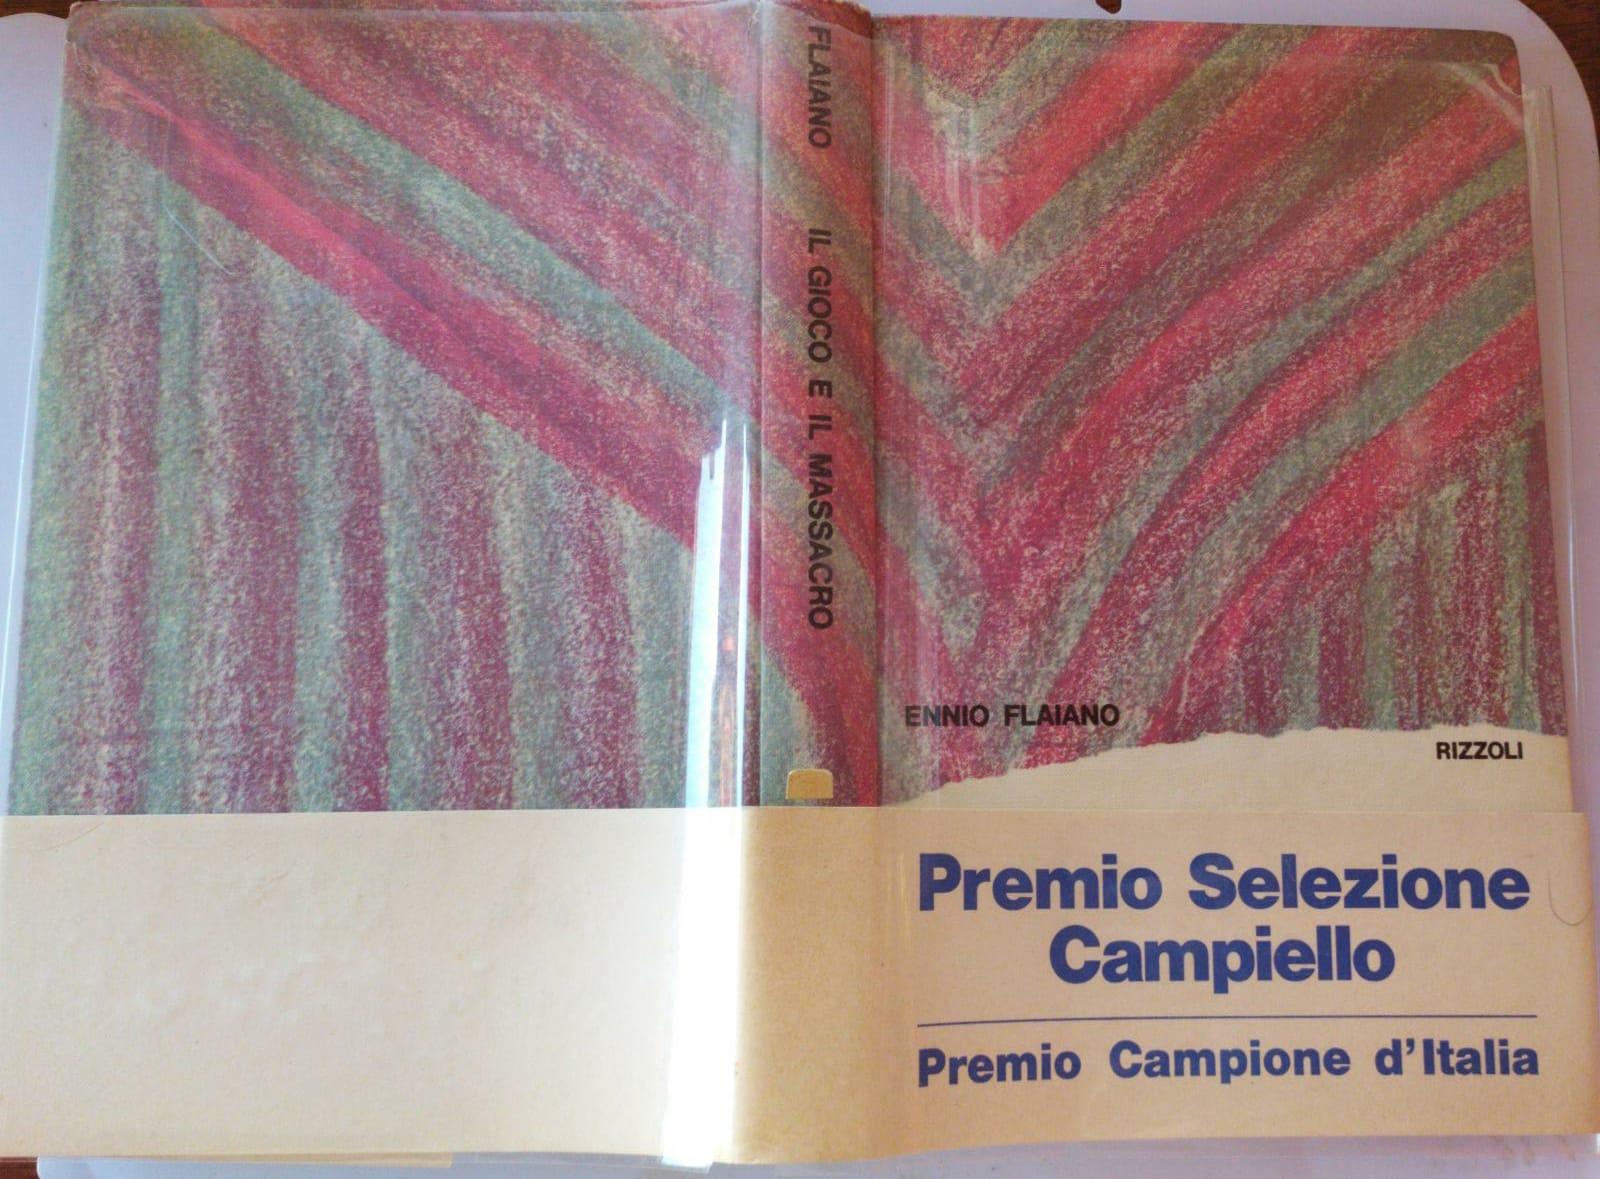 FLAIANO IL GIOCO E IL MASSACRO
ENNIO FLAIANO
RIZZOLI
Premio Selezione
Campiello
Premio Campione d'Italia